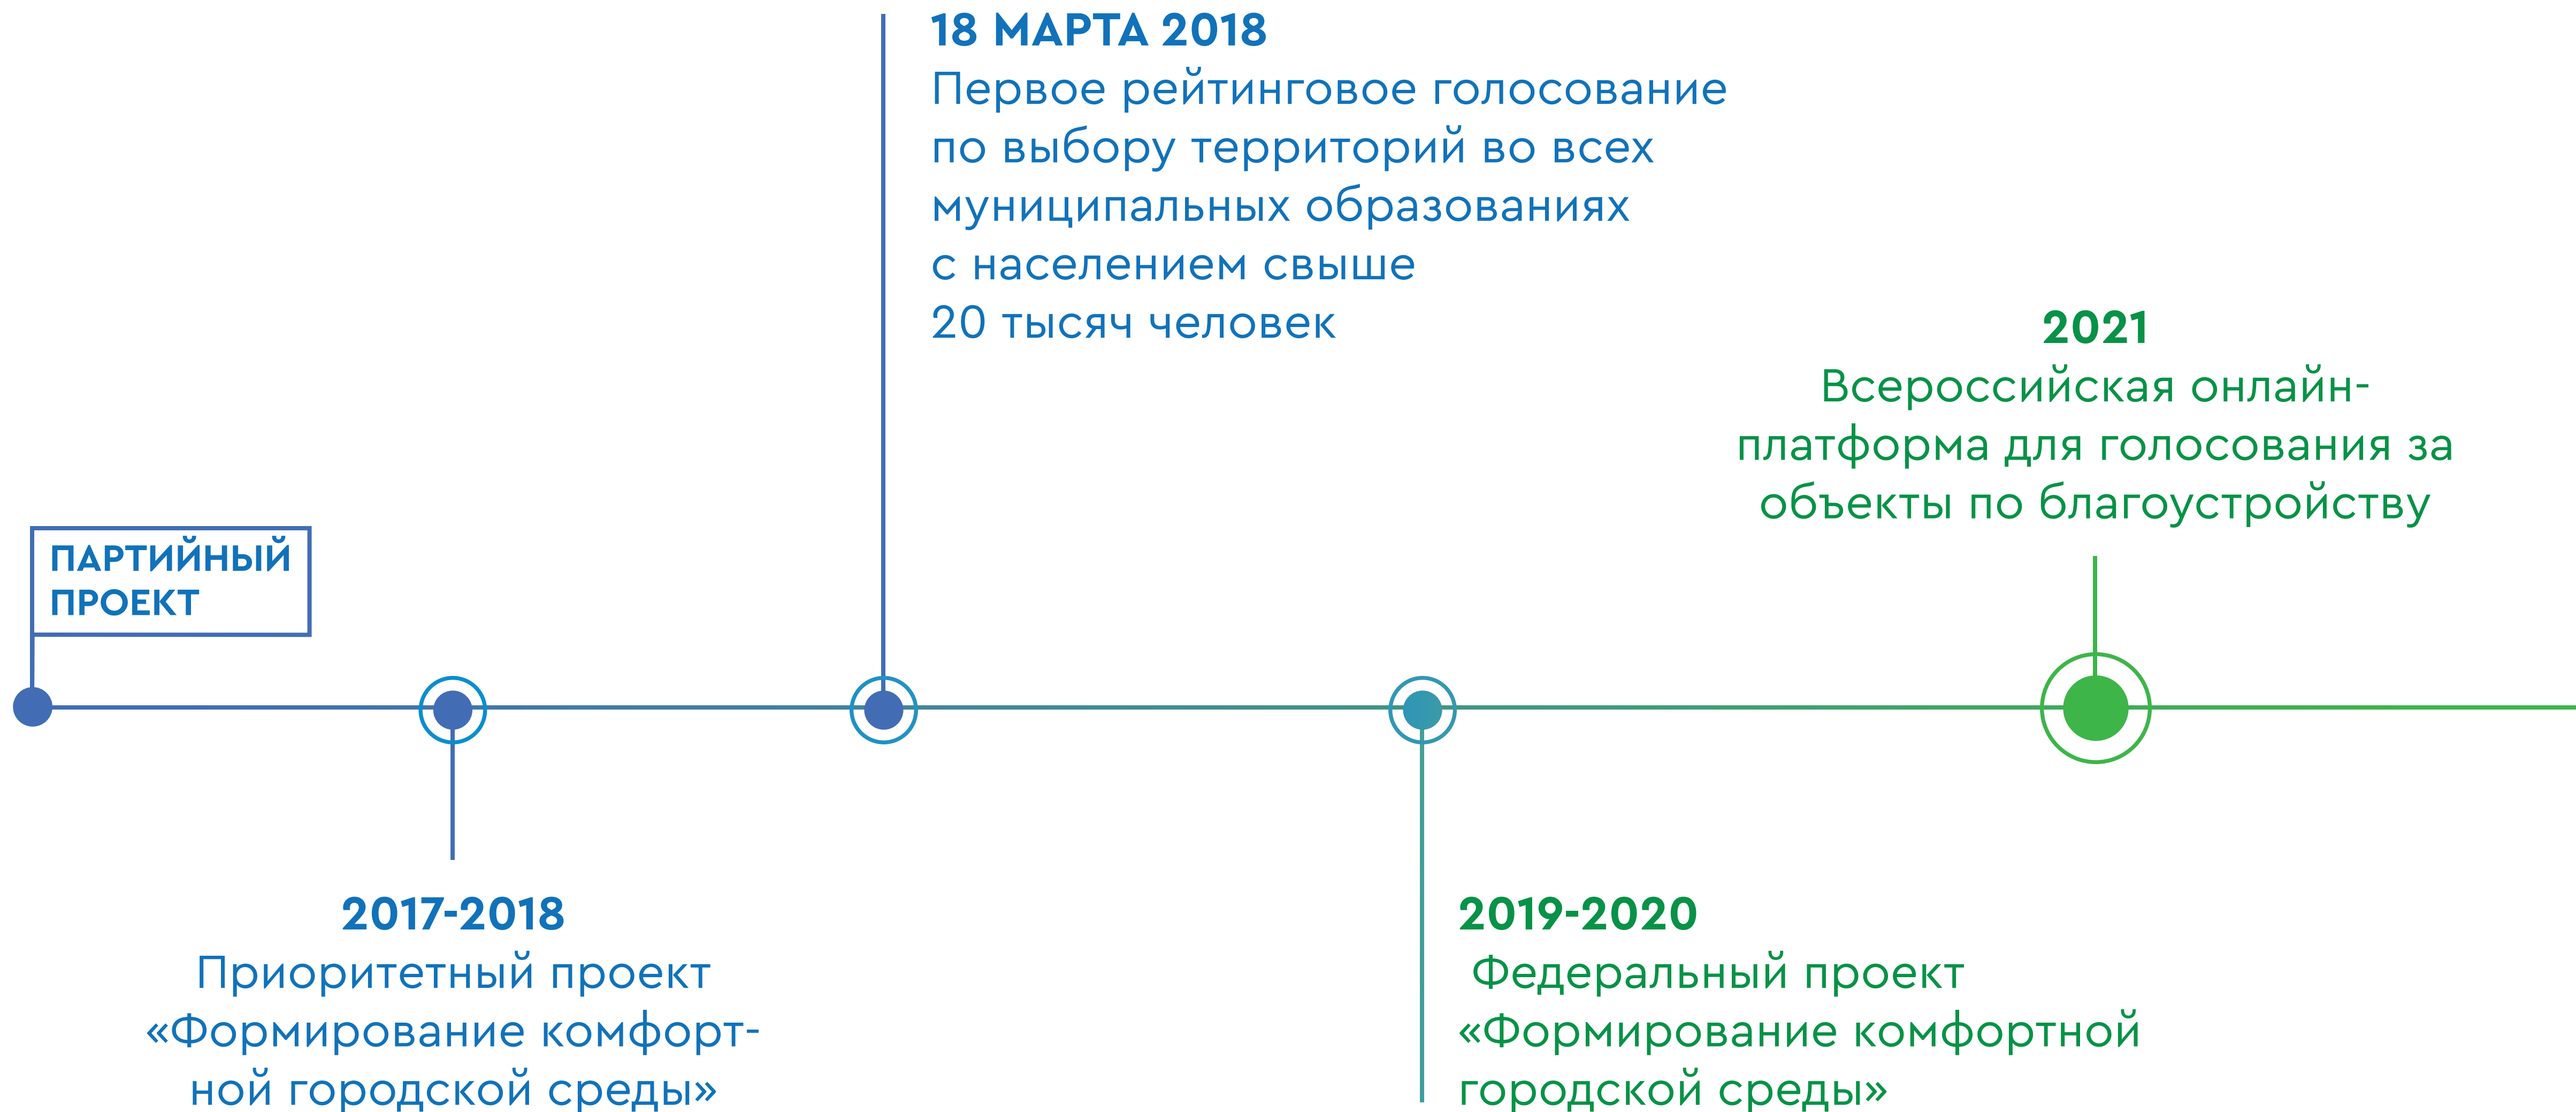 18 МАРТА 2018
Первое рейтинговое голосование
по выбору территорий во всех
муниципальных образованиях
с населением свыше
20 тысяч человек
2021
Всероссийская онлайн-
платформа для голосования за
объекты по благоустройству
ПАРТИЙНЫЙ
ПРОЕКТ
2017-2018
Приоритетный проект
«Формирование комфорт-
ной городской среды»
2019-2020
Федеральный проект
«Формирование комфортной
городской среды»